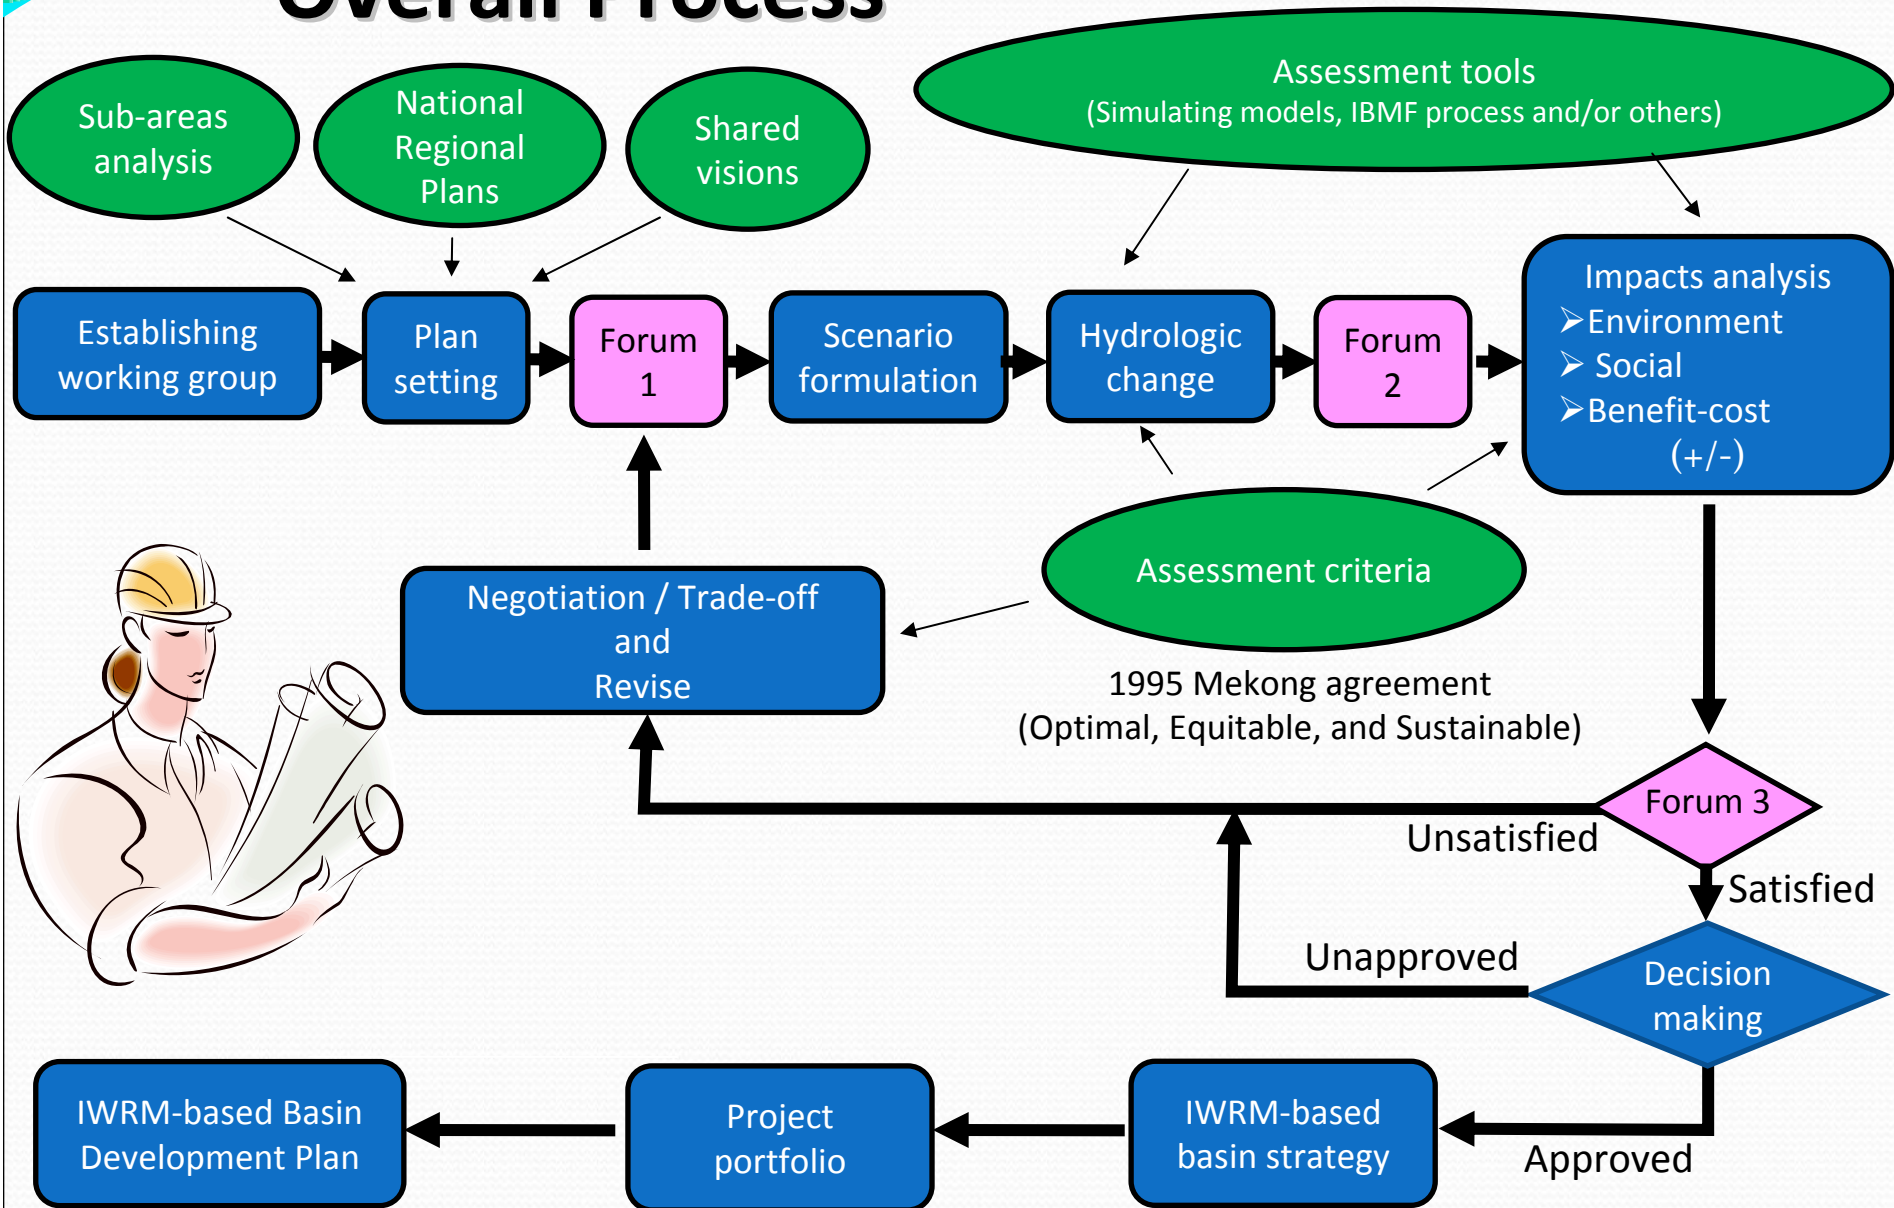 Overall Process
Sub-areas
analysis
National
Regional
Plans
Shared
visions
Assessment tools
(Simulating models, IBMF process and/or others)
Establishing
working group
Plan
setting
Forum
1
Scenario
formulation
Hydrologic
change
Forum
2
Impacts analysis
➢Environment
➢ Social
➢Benefit-cost
(+/-)
Negotiation / Trade-off
and
Revise
Assessment criteria
1995 Mekong agreement
(Optimal, Equitable, and Sustainable)
Forum 3
Unsatisfied
Satisfied
Unapproved
Decision
making
IWRM-based Basin
Development Plan
Project
portfolio
IWRM-based
basin strategy
Approved